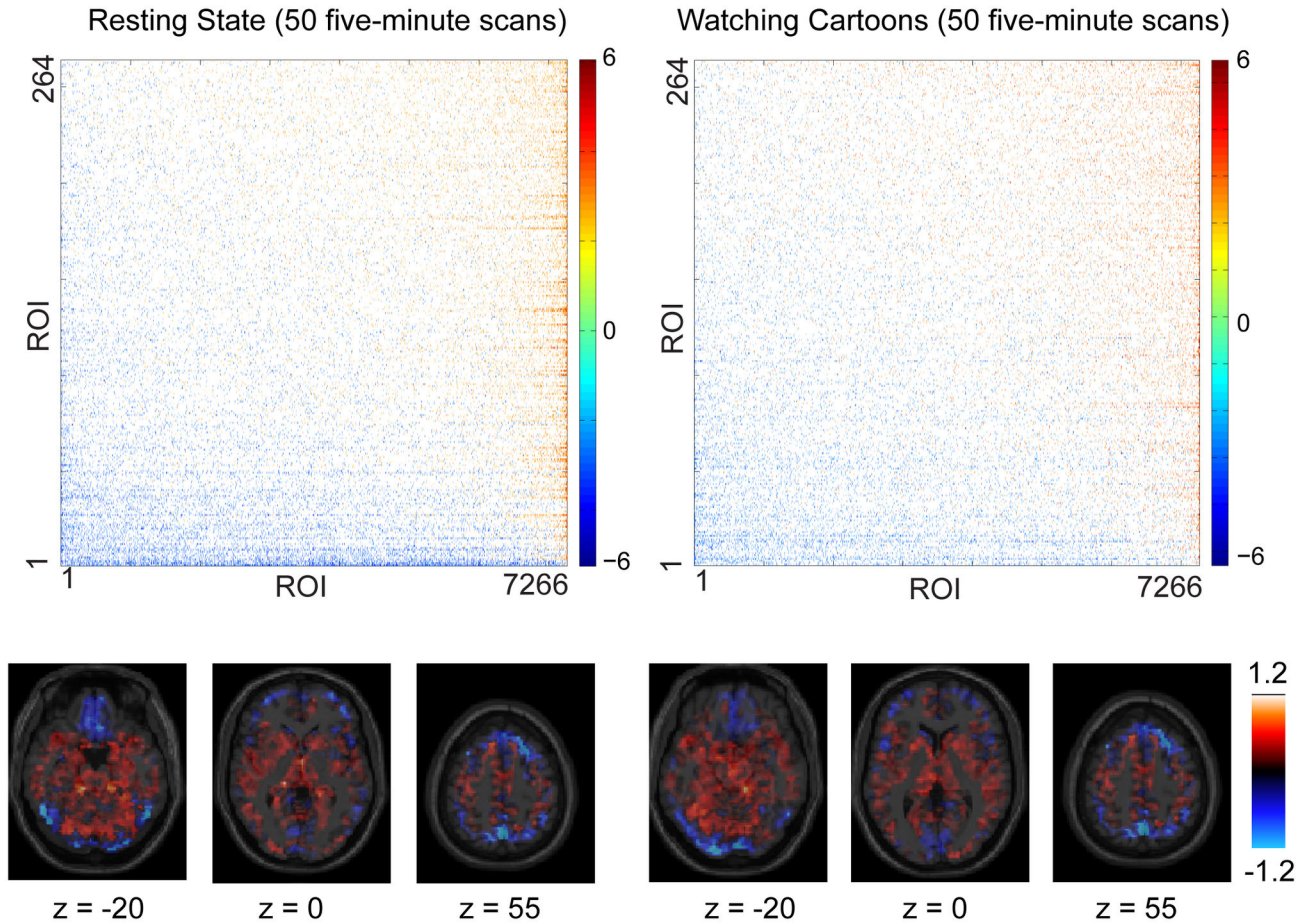 Resting State (50 five-minute scans)
Watching Cartoons (50 five-minute scans)
264
ROI
1
1
ROI
7266
6
0
−6
264
ROI
1
1
ROI
7266
6
0
−6
z = -20
z = 0
z = 55
z = -20
z = 0
z = 55
1.2
-1.2